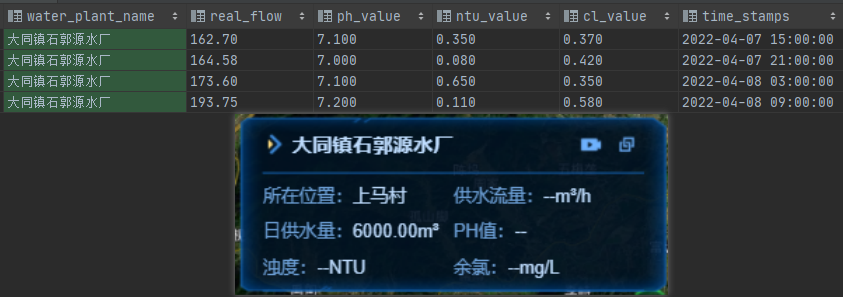 water_plant_name real_flow ph_value ntu_value cl_value time_stamps
大同镇石郭源水厂 162.70 7.100 0.350 0.370 2022-04-07 15:00:00
大同镇石郭源水厂 164.58 7.000 0.080 0.420 2022-04-07 21:00:00
大同镇石郭源水厂 173.60 7.100 0.650 0.350 2022-04-08 03:00:00
大同镇石郭源水厂 193.75 7.200 0.110 0.580 2022-04-08 09:00:00
大同镇石郭源水厂
所在位置：上马村 供水流量：--m³/h
日供水量：6000.00m³ PH值：--
浊度：--NTU 余氯：--mg/L